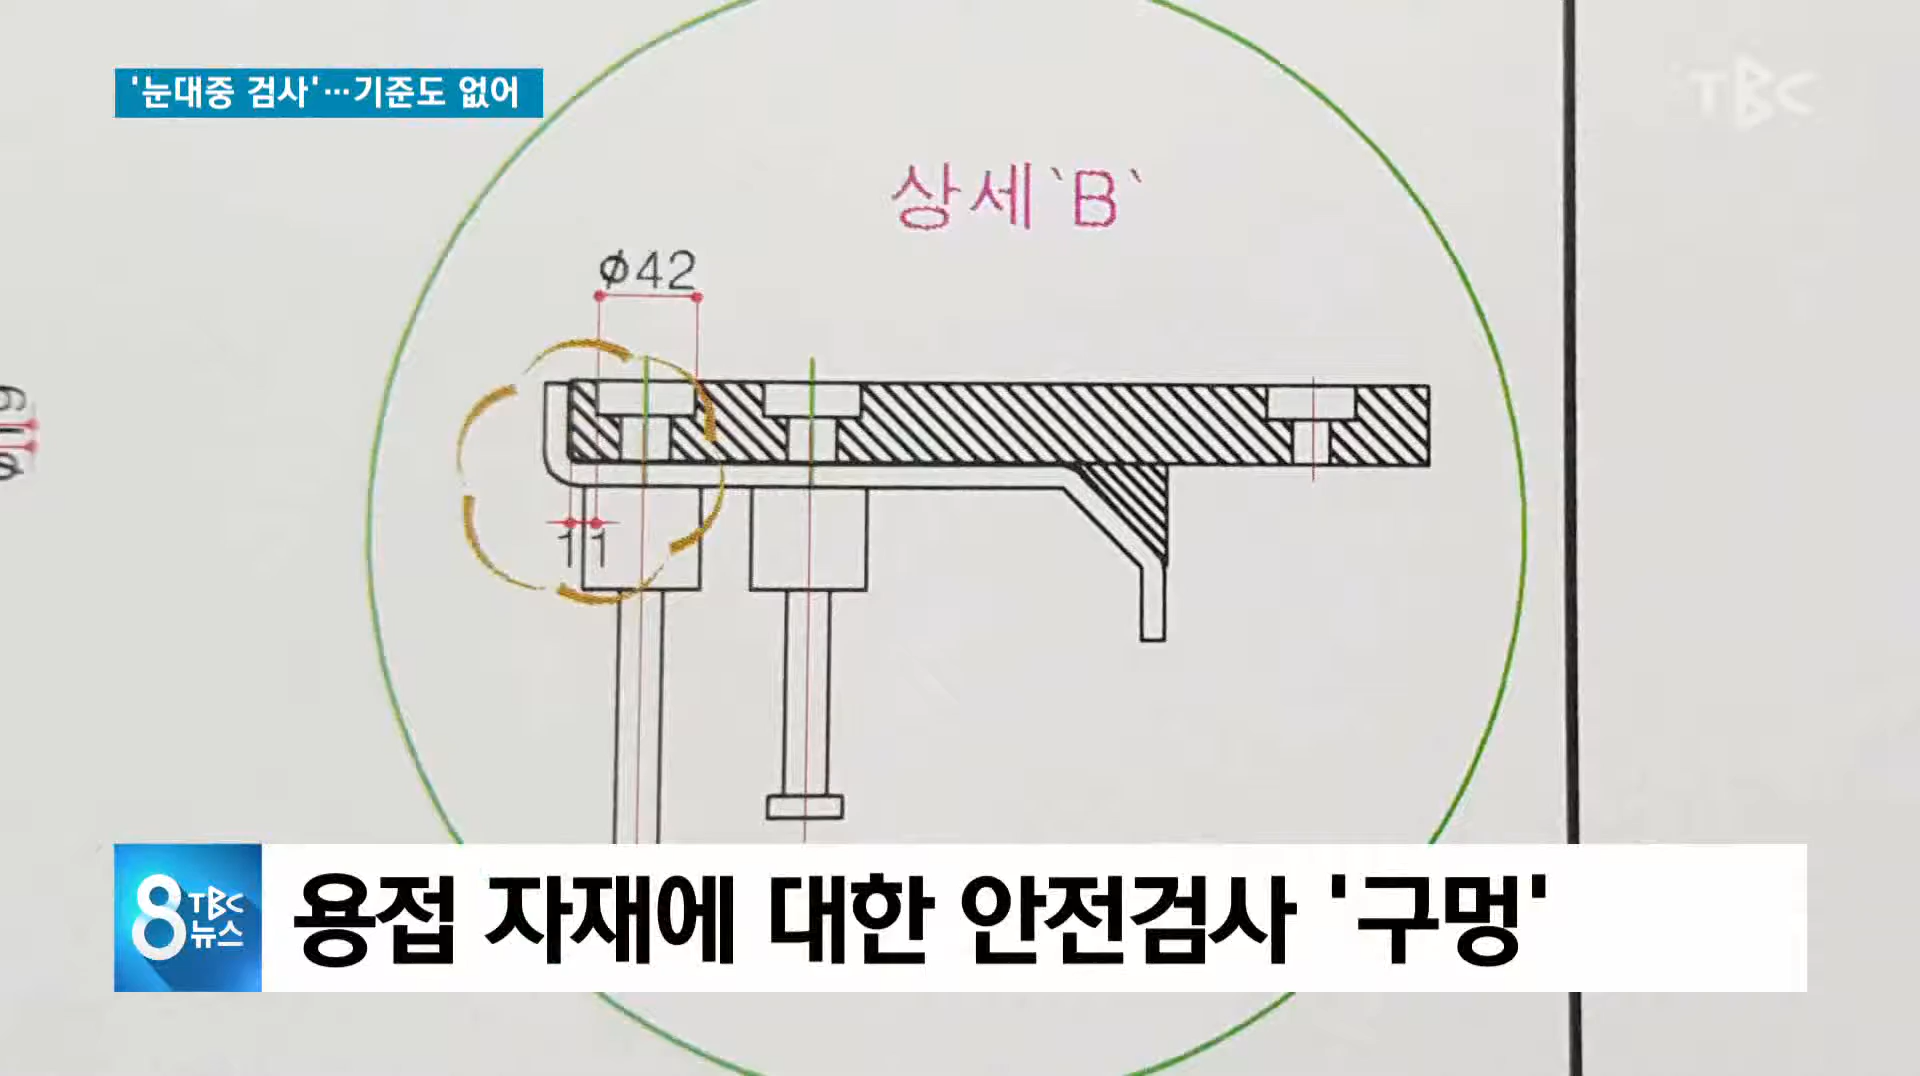 '눈대중 검사'…기준도 없어
TBC
상세`B`
ø42
11
8 TBC 뉴스
용접 자재에 대한 안전검사 '구멍'